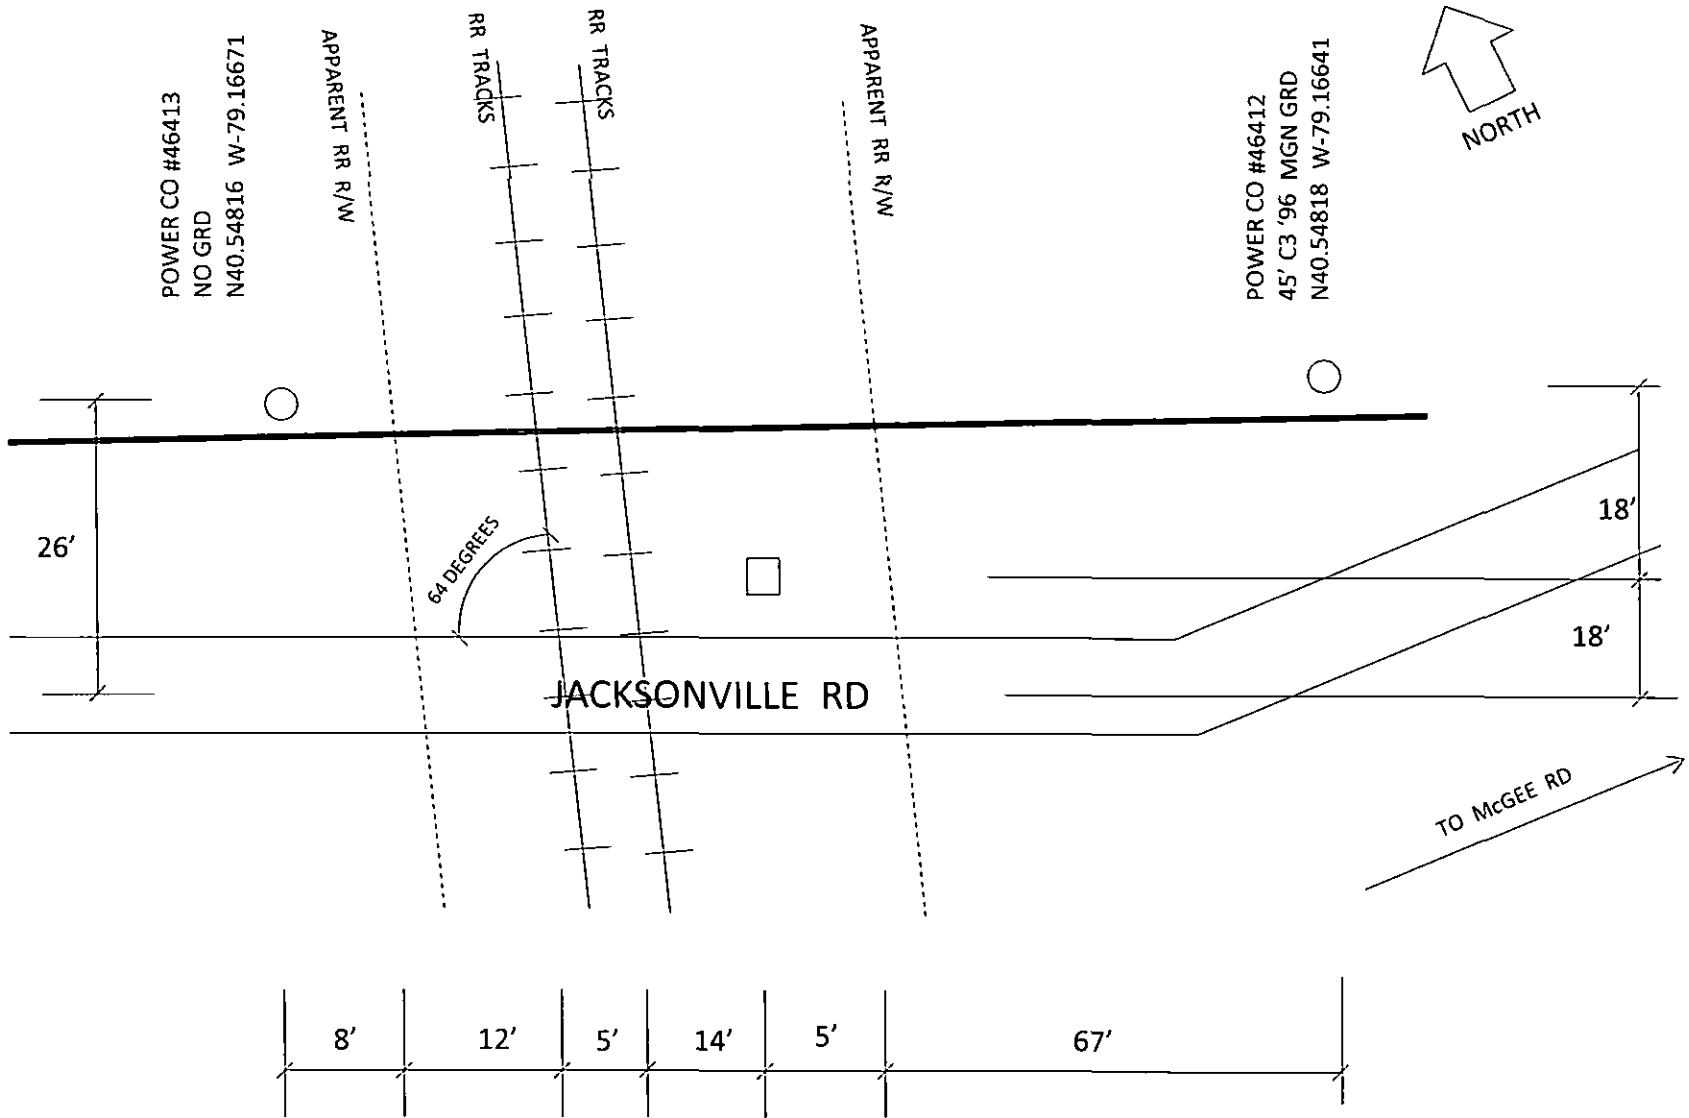 POWER CO #46413
NO GRD
N40.54816 W-79.16671
APPARENT RR R/W
RR TRACKS
RR TRACKS
APPARENT RR R/W
POWER CO #46412
45' C3 '96 MGN GRD
N40.54818 W-79.16641
NORTH
26'
64 DEGREES
18'
18'
JACKSONVILLE RD
TO McGEE RD
8'
12'
5'
14'
5'
67'